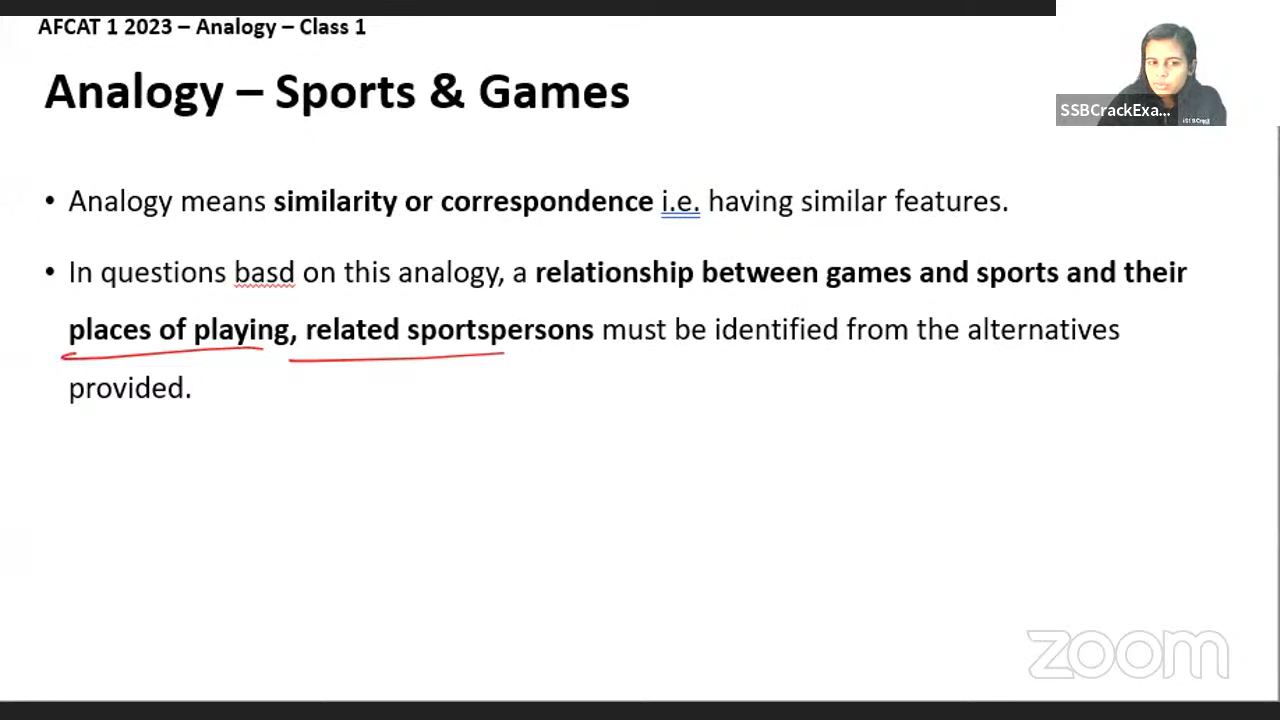 AFCAT 1 2023 – Analogy – Class 1
Analogy – Sports & Games
SSBCrackExa...
• Analogy means similarity or correspondence i.e. having similar features.
• In questions basd on this analogy, a relationship between games and sports and their
places of playing, related sportspersons must be identified from the alternatives
provided.
zoom